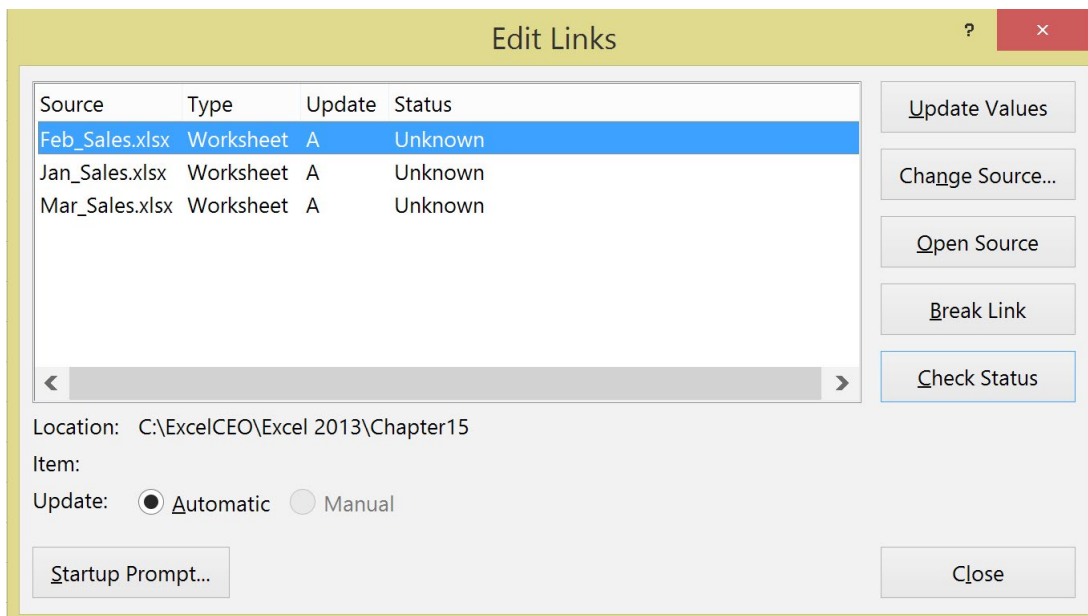 Edit Links
?
×
Source Type Update Status
Feb_Sales.xlsx Worksheet A Unknown
Jan_Sales.xlsx Worksheet A Unknown
Mar_Sales.xlsx Worksheet A Unknown
Update Values
Change Source...
Open Source
Break Link
Check Status
Location: C:\ExcelCEO\Excel 2013\Chapter15
Item:
Update: Automatic Manual
Startup Prompt...
Close